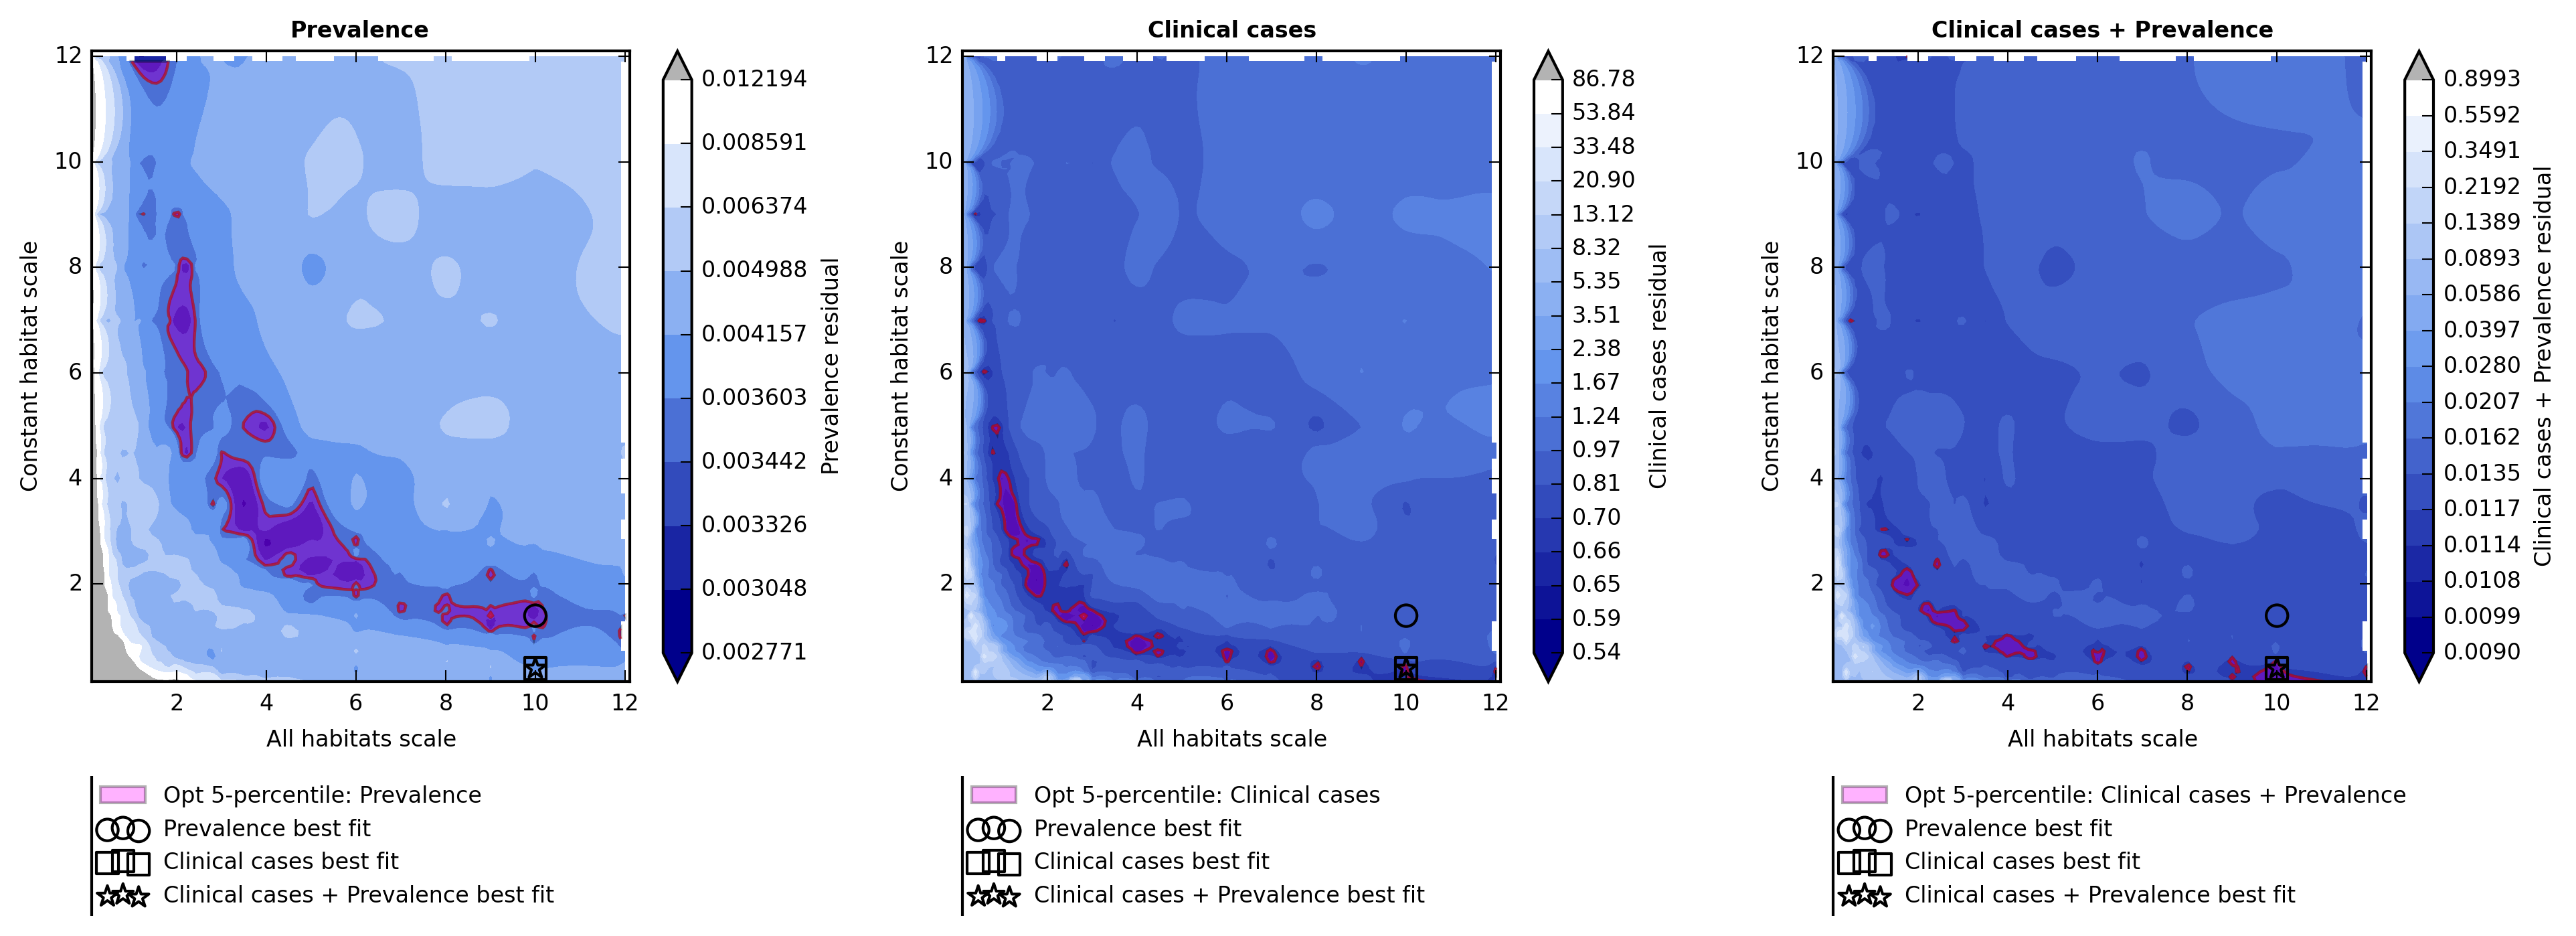 Prevalence
Clinical cases
Clinical cases + Prevalence
12
10
8
6
4
2
Constant habitat scale
2 4 6 8 10 12
All habitats scale
0.012194
0.008591
0.006374
0.004988
0.004157
0.003603
0.003442
0.003326
0.003048
0.002771
Prevalence residual
12
10
8
6
4
2
Constant habitat scale
2 4 6 8 10 12
All habitats scale
86.78
53.84
33.48
20.90
13.12
8.32
5.35
3.51
2.38
1.67
1.24
0.97
0.81
0.70
0.66
0.65
0.59
0.54
Clinical cases residual
12
10
8
6
4
2
Constant habitat scale
2 4 6 8 10 12
All habitats scale
0.8993
0.5592
0.3491
0.2192
0.1389
0.0893
0.0586
0.0397
0.0280
0.0207
0.0162
0.0135
0.0117
0.0114
0.0108
0.0099
0.0090
Clinical cases + Prevalence residual
Opt 5-percentile: Prevalence
Prevalence best fit
Clinical cases best fit
Clinical cases + Prevalence best fit
Opt 5-percentile: Clinical cases
Prevalence best fit
Clinical cases best fit
Clinical cases + Prevalence best fit
Opt 5-percentile: Clinical cases + Prevalence
Prevalence best fit
Clinical cases best fit
Clinical cases + Prevalence best fit